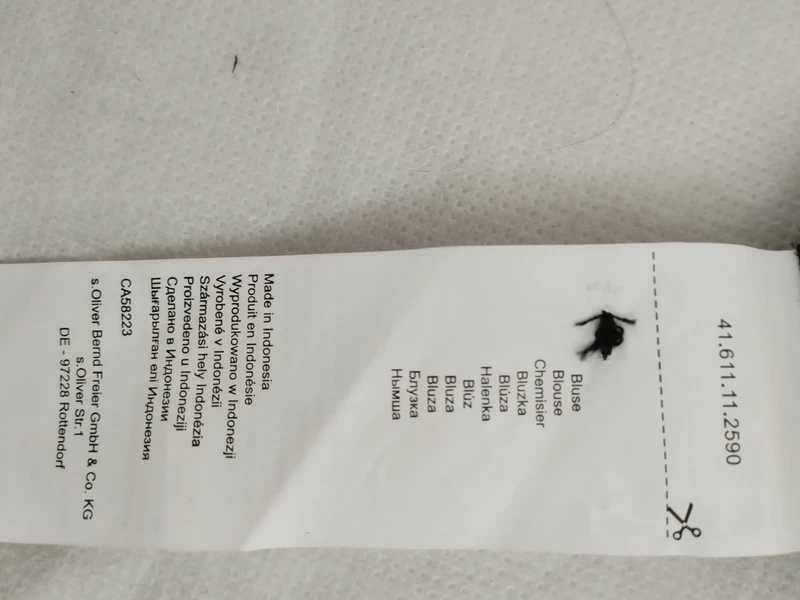 41.611.11.2590
Bluse
Blouse
Chemisier
Bluzka
Blúza
Halenka
Blúz
Bluza
Bluza
Блузка
Нымша
Made in Indonesia
Produit en Indonésie
Wyprodukowano w Indonezji
Vyrobené v Indonézii
Származási hely Indonézia
Proizvedeno u Indoneziji
Сделано в Индонезии
Шығарылған елі Индонезия
CA58223
s.Oliver Bernd Freier GmbH & Co. KG
s.Oliver Str.1
DE - 97228 Rottendorf